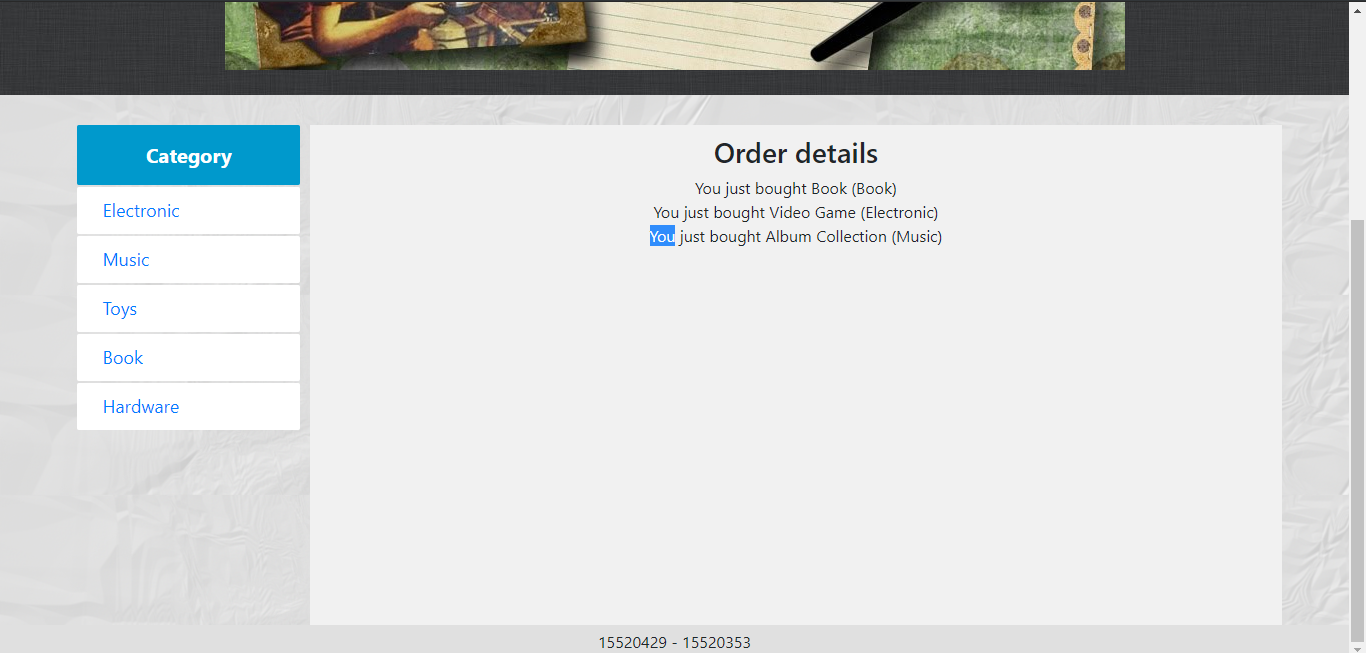 Category
Electronic
Music
Toys
Book
Hardware
Order details
You just bought Book (Book)
You just bought Video Game (Electronic)
You just bought Album Collection (Music)
15520429 - 15520353